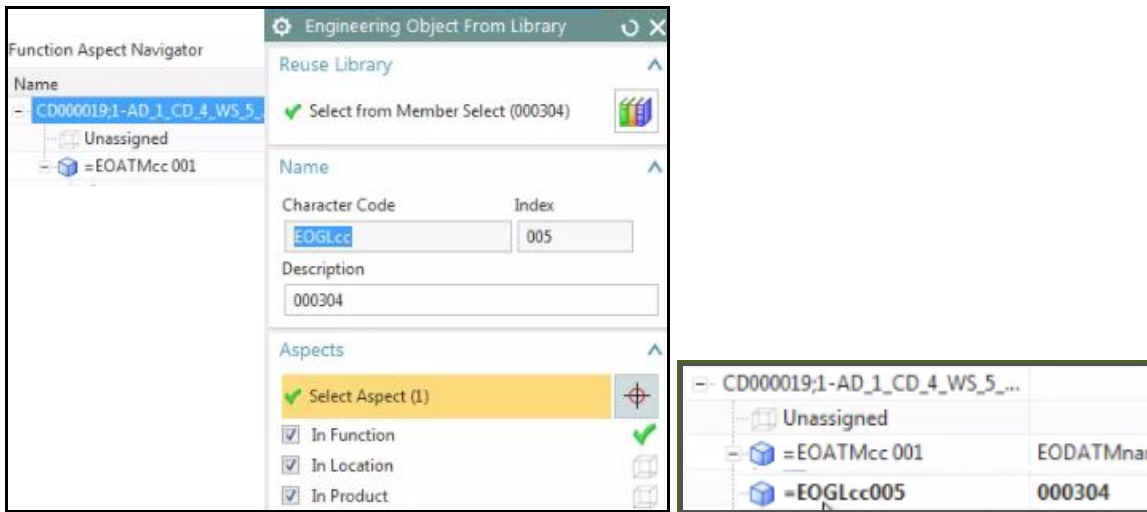 Function Aspect Navigator
Name
CD000019;1-AD_1_CD_4_WS_5_
Unassigned
=EOATMcc 001
Engineering Object From Library
Reuse Library
Select from Member Select (000304)
Name
Character Code Index
EOGLcc 005
Description
000304
Aspects
Select Aspect (1)
In Function
In Location
In Product
CD000019;1-AD_1_CD_4_WS_5_...
Unassigned
=EOATMcc 001 EODATMnar
=EOGLcc005 000304